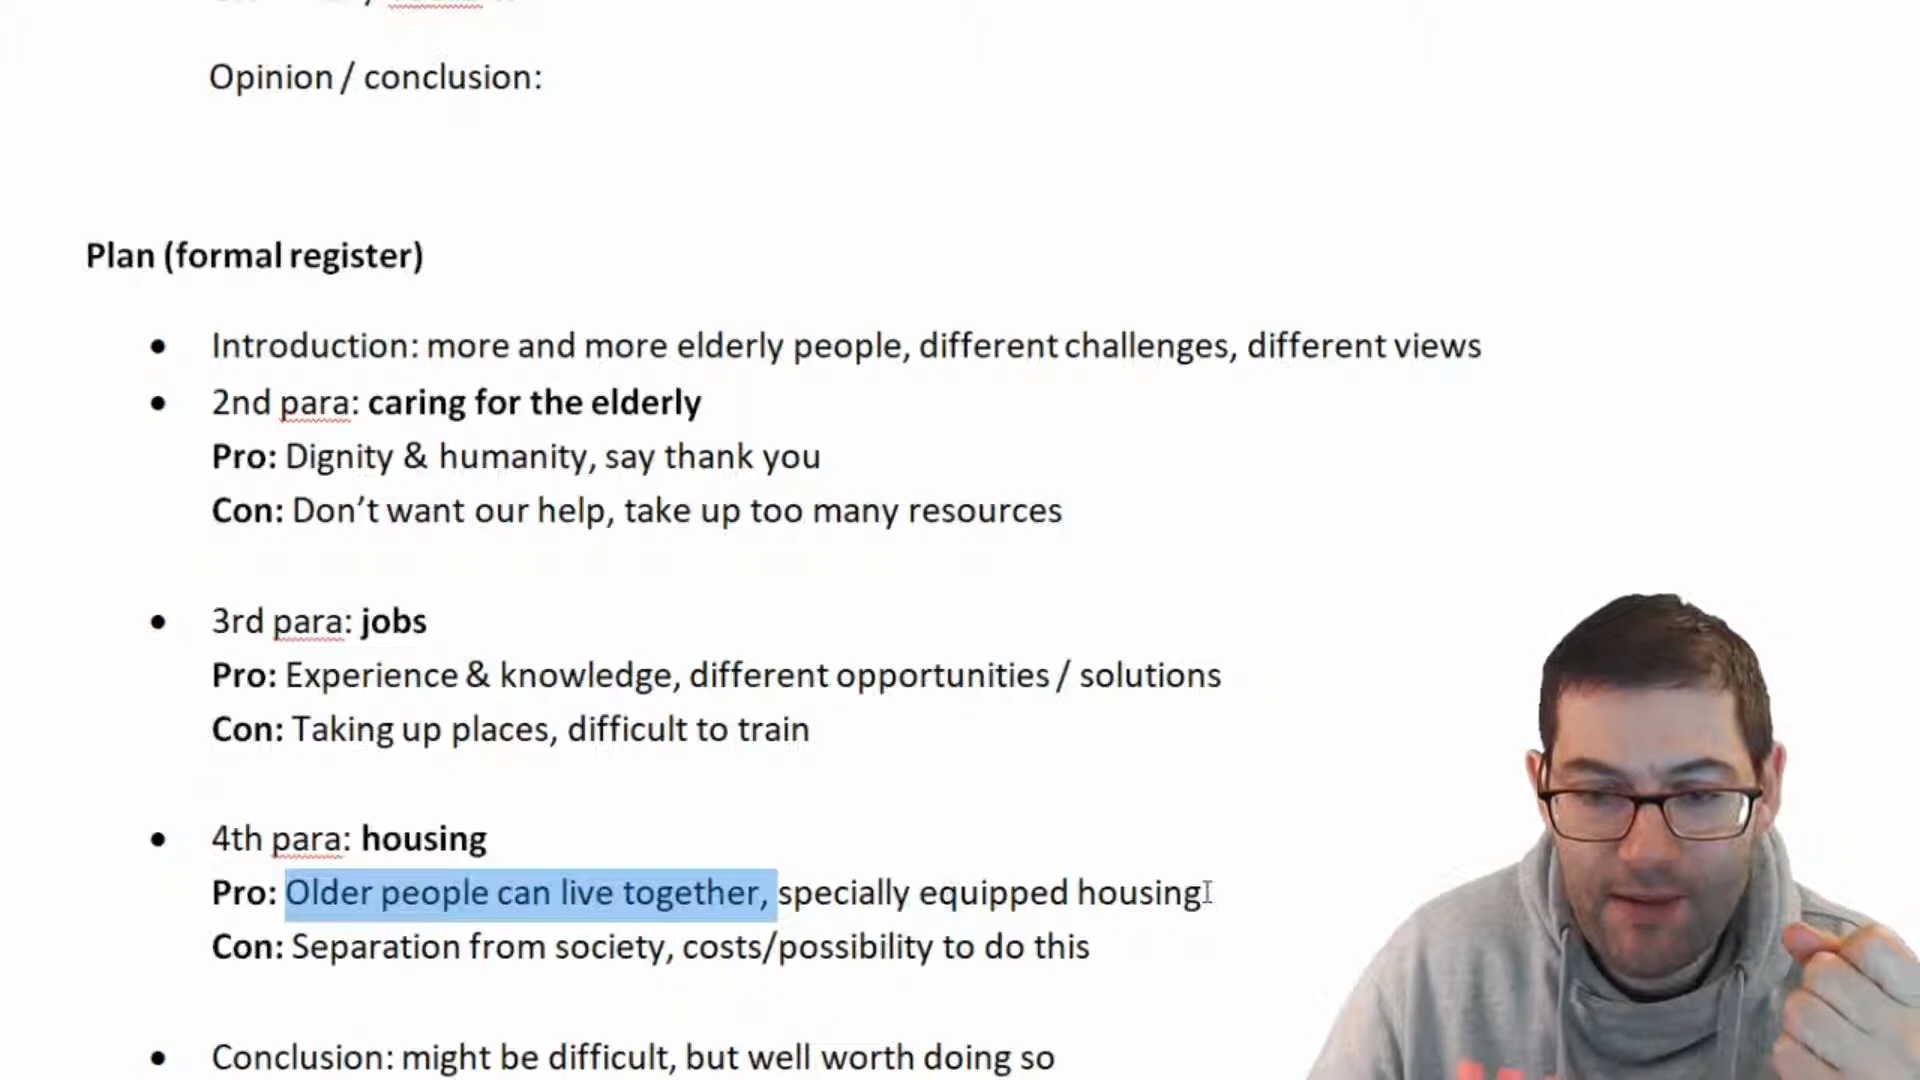 Opinion / conclusion:
Plan (formal register)
• Introduction: more and more elderly people, different challenges, different views
• 2nd para: caring for the elderly
Pro: Dignity & humanity, say thank you
Con: Don’t want our help, take up too many resources
• 3rd para: jobs
Pro: Experience & knowledge, different opportunities / solutions
Con: Taking up places, difficult to train
• 4th para: housing
Pro: Older people can live together, specially equipped housing
Con: Separation from society, costs/possibility to do this
• Conclusion: might be difficult, but well worth doing so